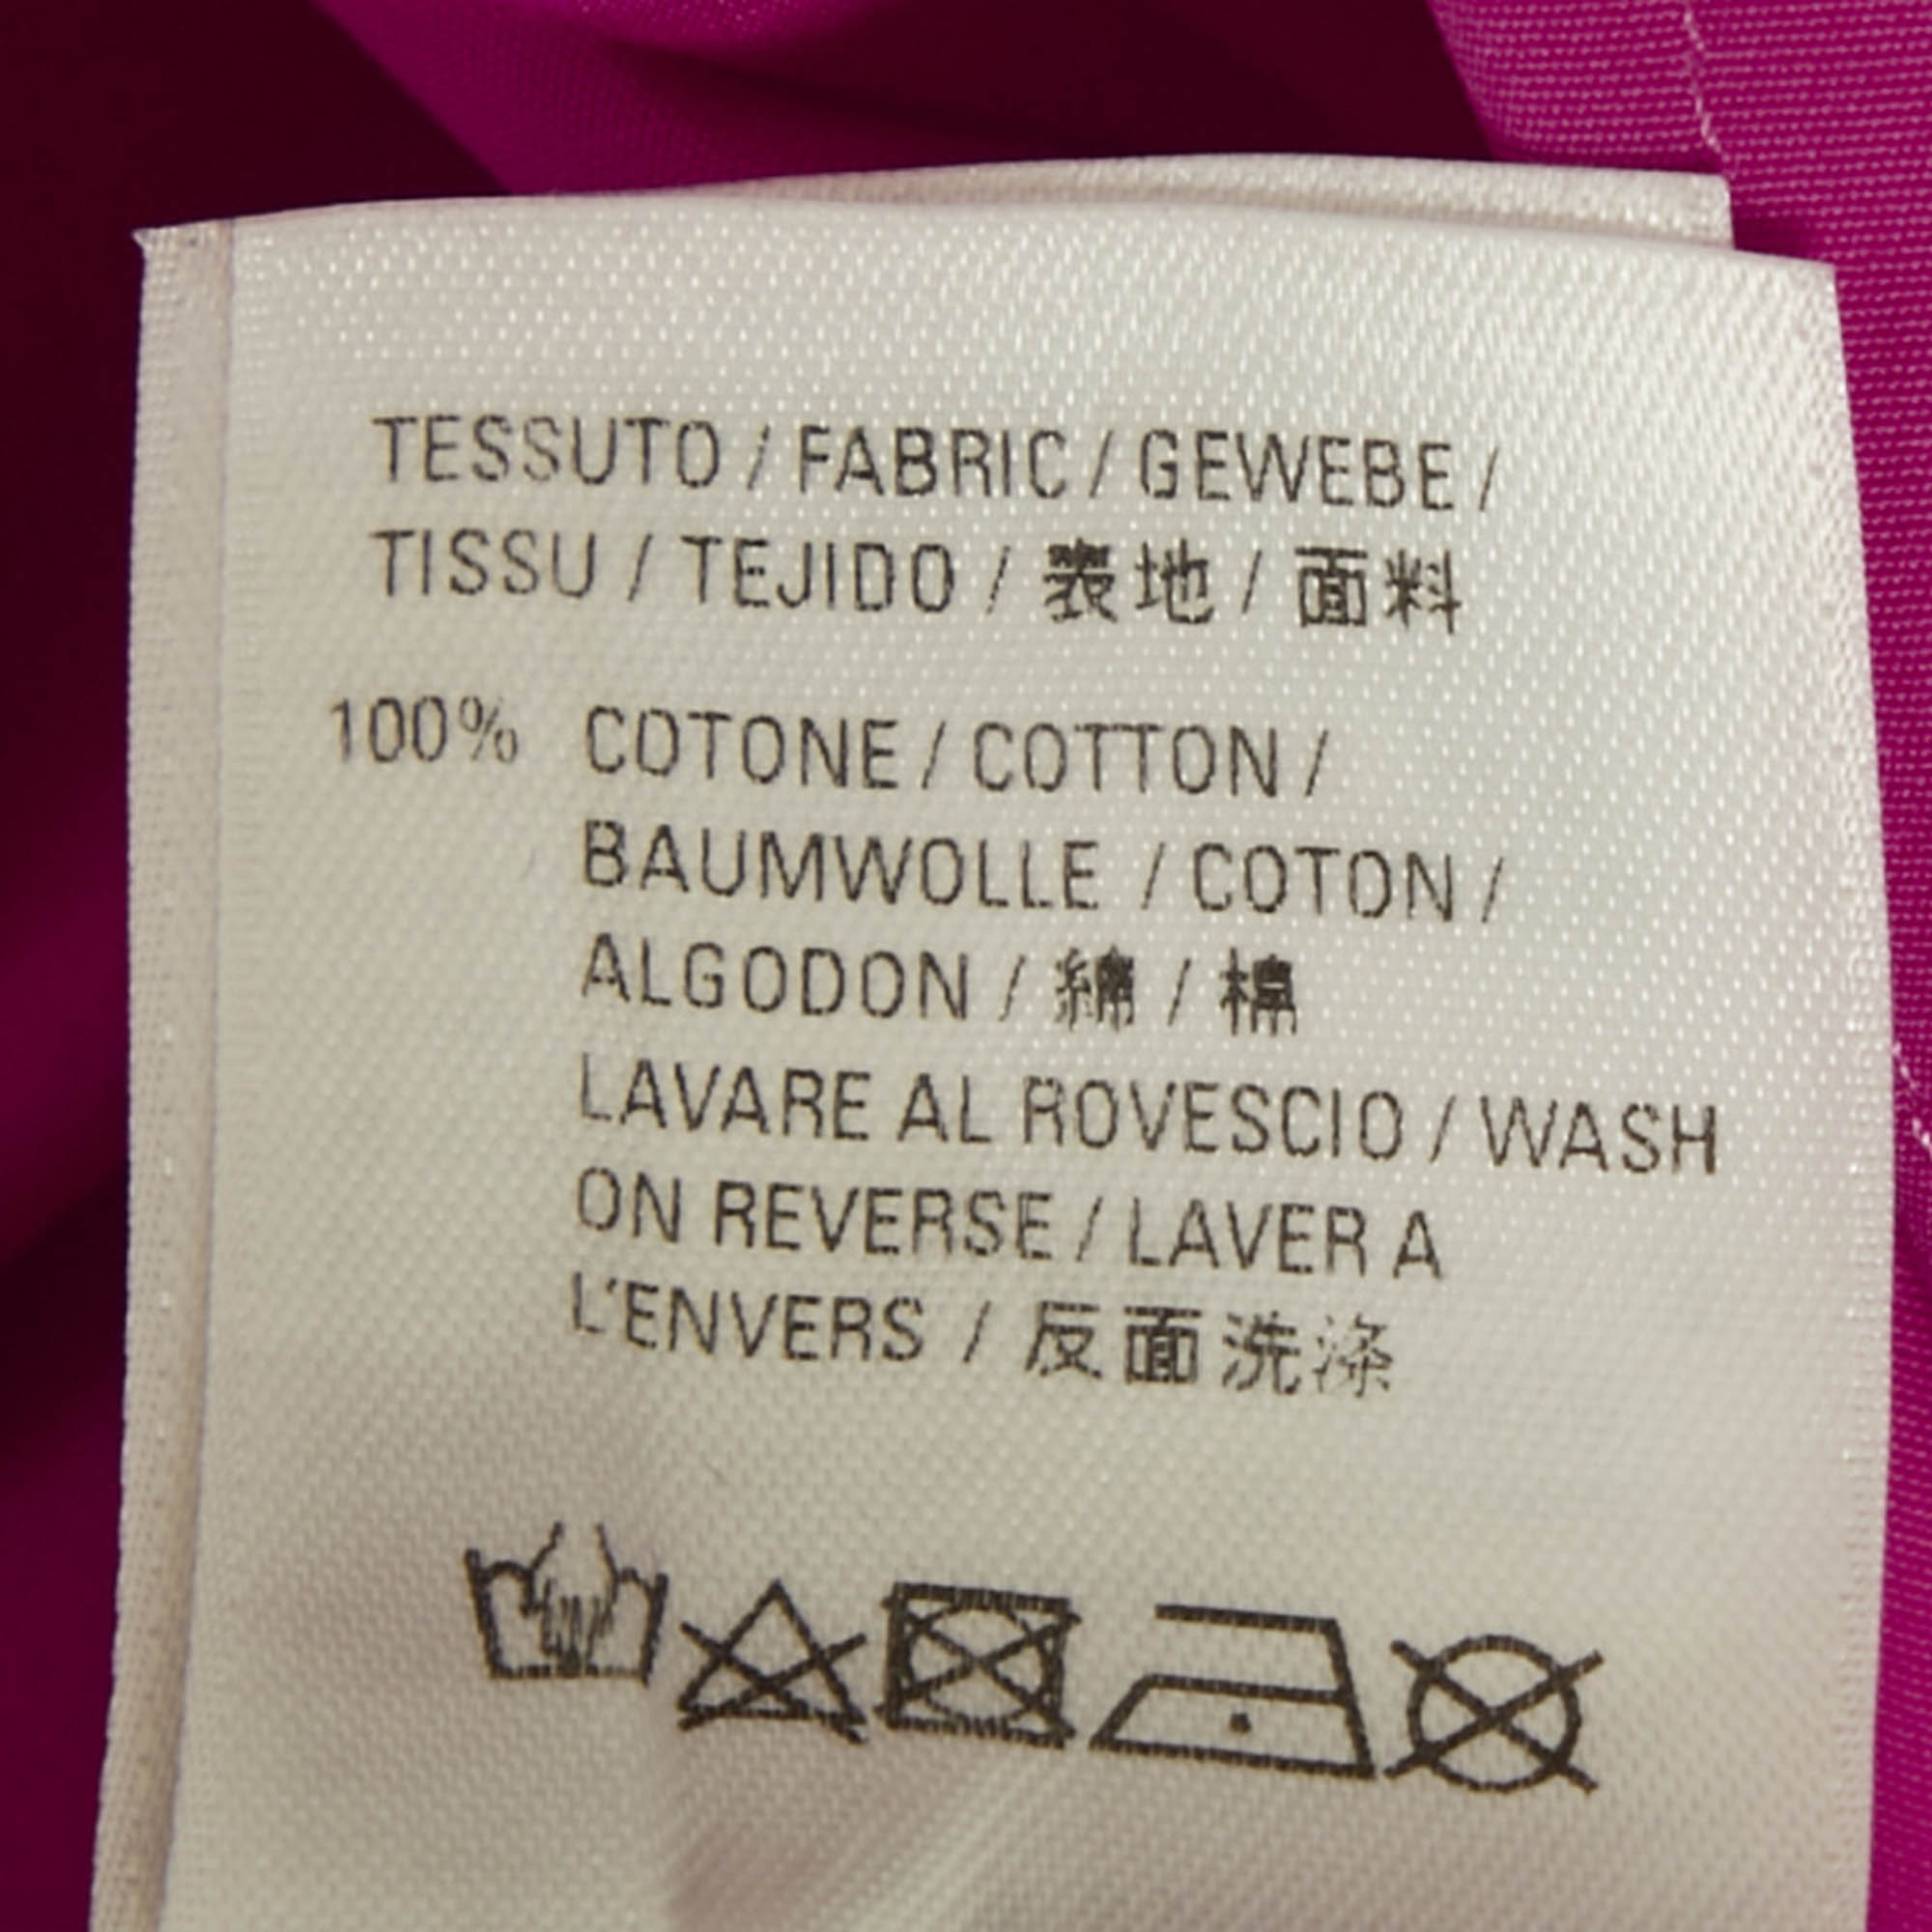 TESSUTO / FABRIC / GEWEBE /
TISSU / TEJIDO / 表地 / 面料
100% COTONE / COTTON /
BAUMWOLLE / COTON /
ALGODON / 綿 / 棉
LAVARE AL ROVESCIO / WASH
ON REVERSE / LAVER A
L'ENVERS / 反面洗涤